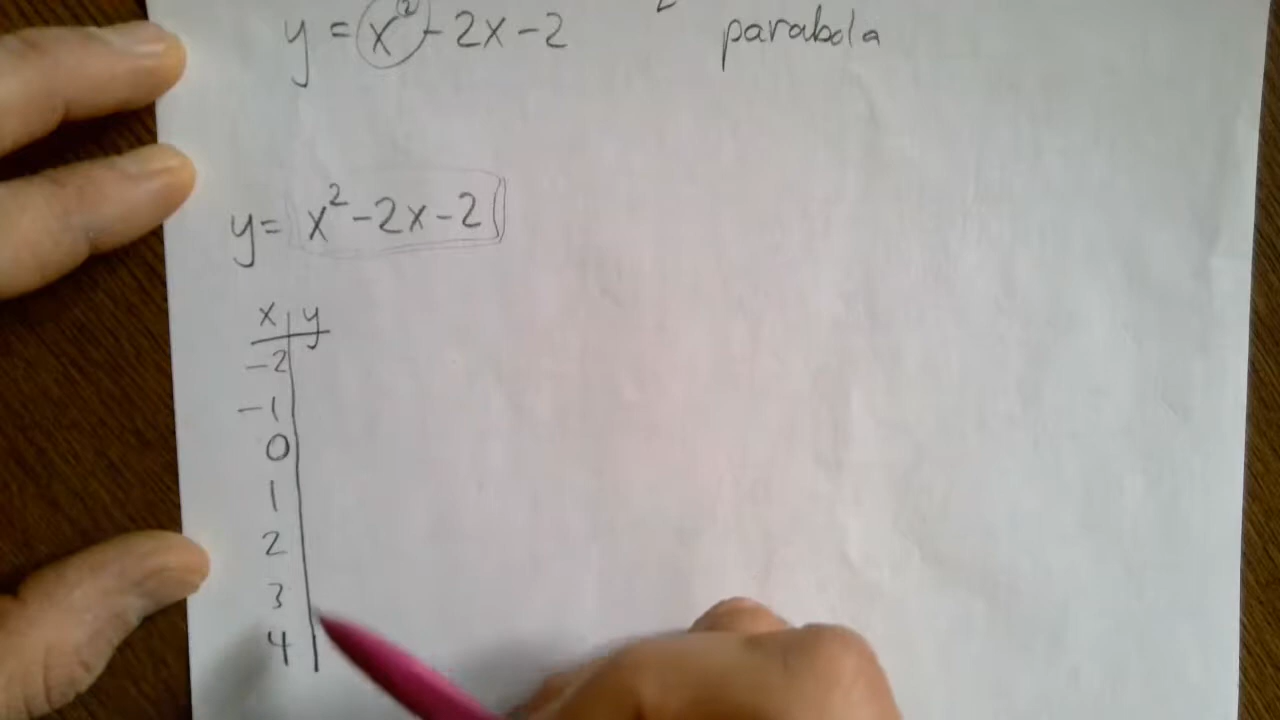 y = x² - 2x - 2 parabola
y = x² - 2x - 2
x y
-2
-1
0
1
2
3
4